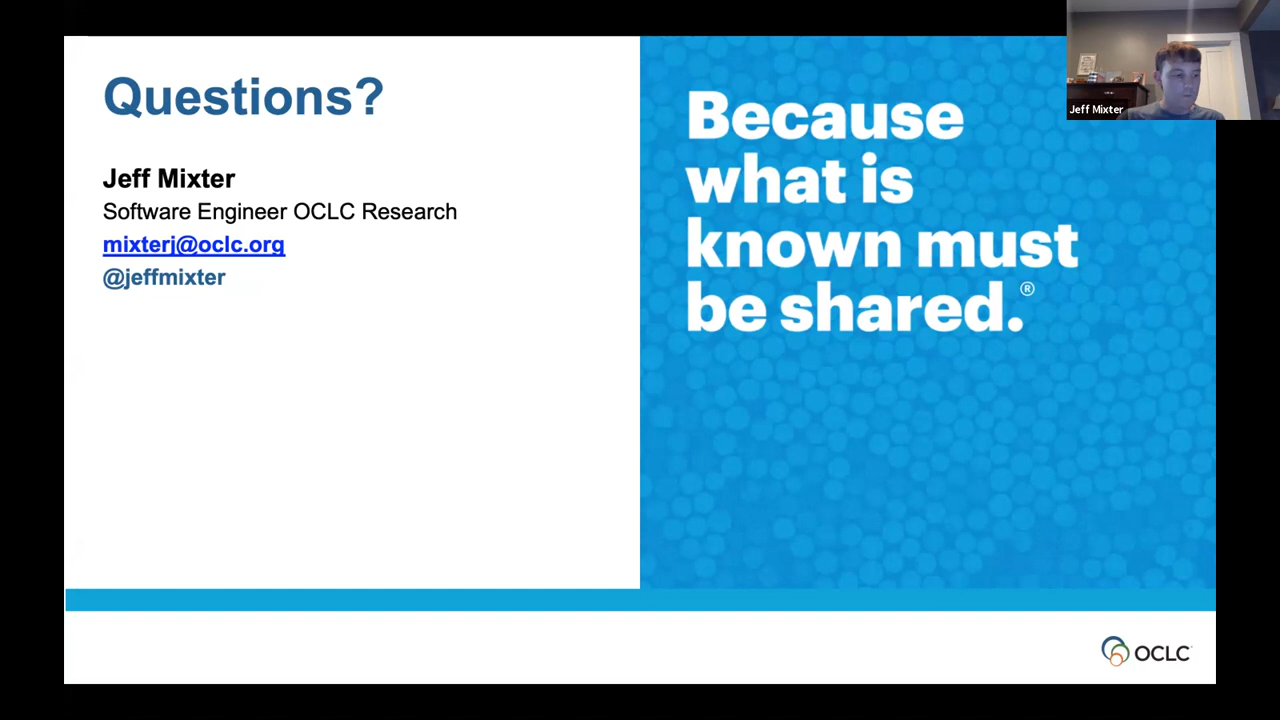 Questions?
Jeff Mixter
Software Engineer OCLC Research
mixterj@oclc.org
@jeffmixter
Because
what is
known must
be shared.®
Jeff Mixter
OCLC